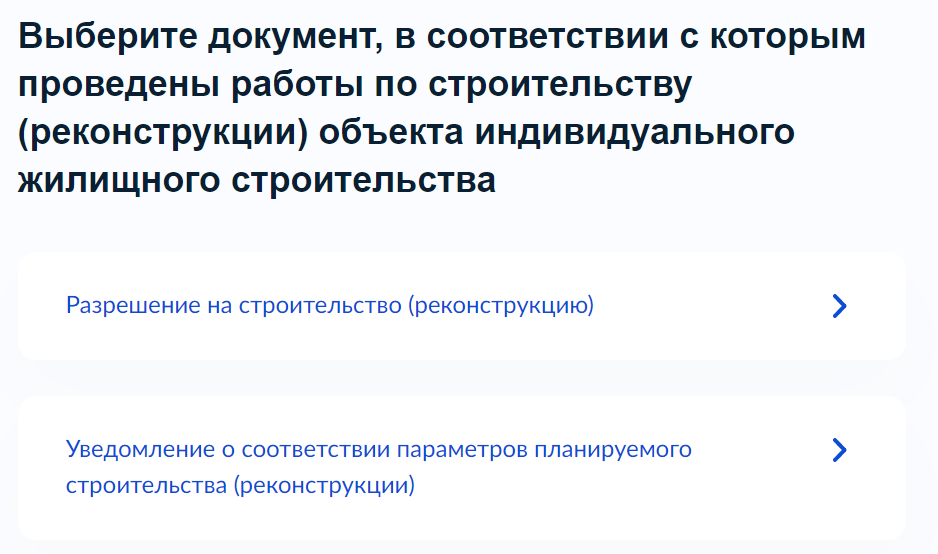 Выберите документ, в соответствии с которым
проведены работы по строительству
(реконструкции) объекта индивидуального
жилищного строительства
Разрешение на строительство (реконструкцию)
Уведомление о соответствии параметров планируемого
строительства (реконструкции)